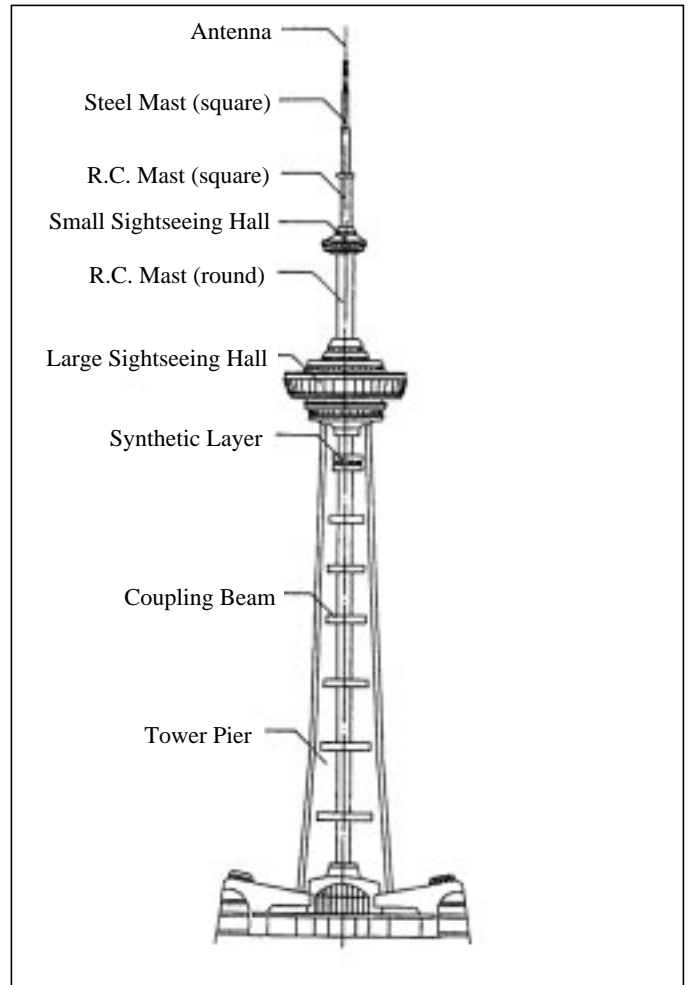 Antenna
Steel Mast (square)
R.C. Mast (square)
Small Sightseeing Hall
R.C. Mast (round)
Large Sightseeing Hall
Synthetic Layer
Coupling Beam
Tower Pier